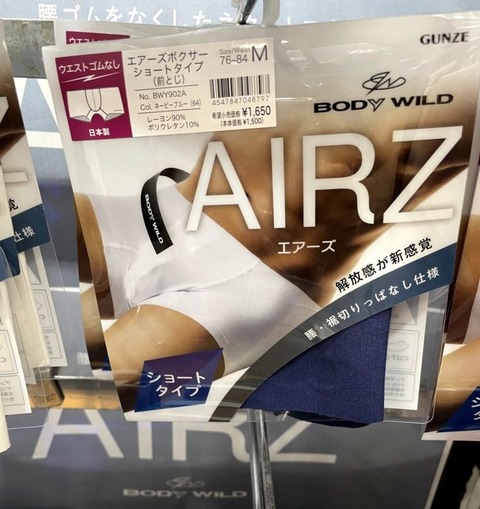 腰ゴムをなくした
GUNZE
ウエストゴムなし
日本製
エアーズボクサー
ショートタイプ
(前とじ)
Size/Waist
76-84 M
No. BWY902A
Col. ネービーブルー (64)
レーヨン90%
ポリウレタン10%
4547847048797
希望小売価格 ¥1,650
(本体価格 ¥1,500)
BODY WILD
AIRZ
エアーズ
BODY WILD
解放感が新感覚
腰・裾切りっぱなし仕様
ショート
タイプ
覚
仕様
AIRZ
BODY WILD